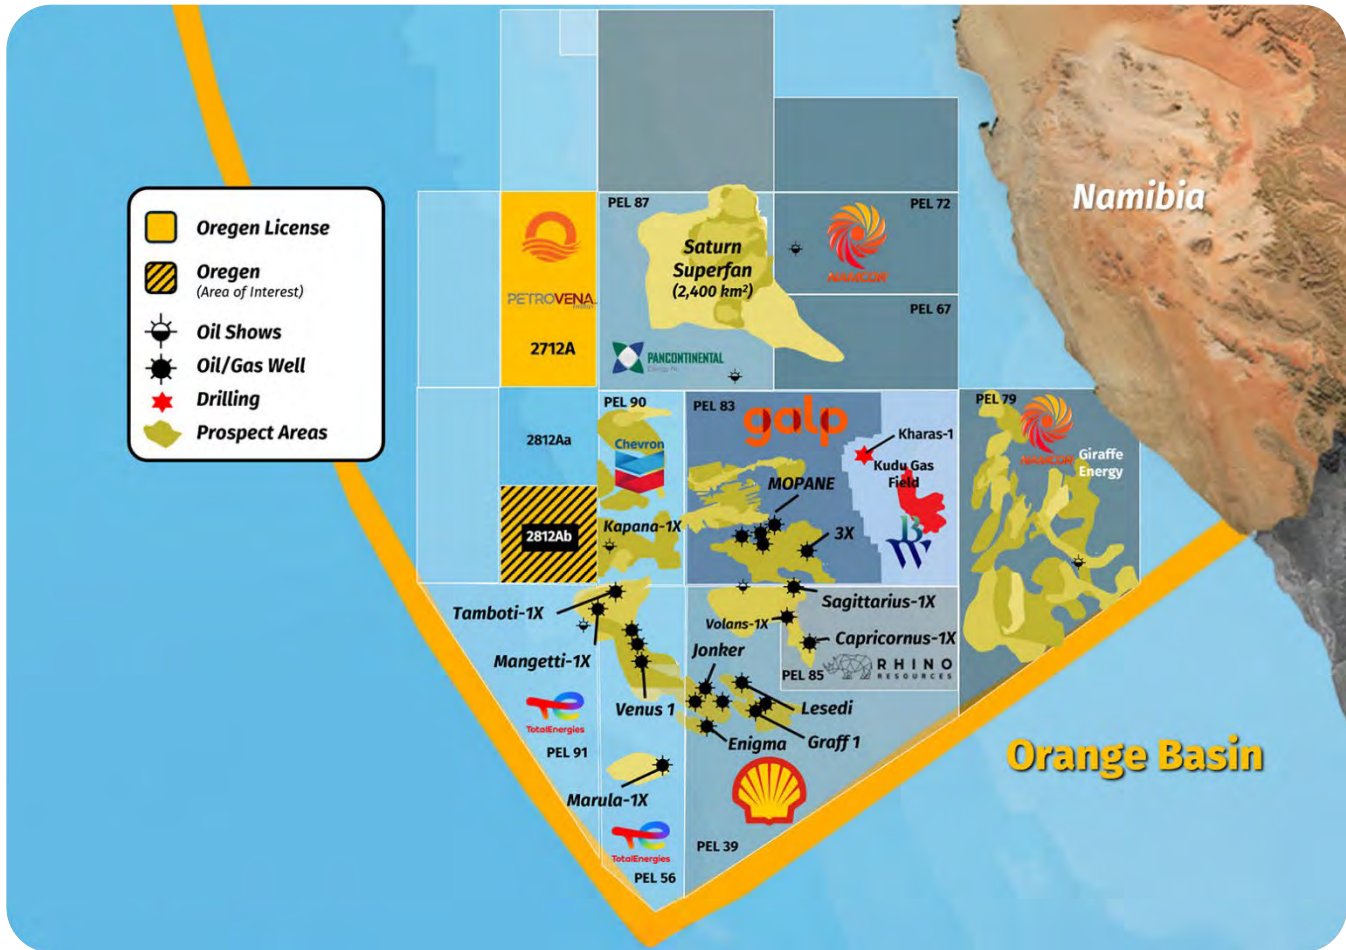 Oregen License
Oregen
(Area of Interest)
Oil Shows
Oil/Gas Well
Drilling
Prospect Areas
Namibia
PEL 87
PEL 72
Saturn
Superfan
(2,400 km²)
NAMCOR
PETROVENA
2712A
PEL 67
PANCONTINENTAL
PEL 90
PEL 83
PEL 79
galp
Chevron
2812Aa
Kharas-1
NAMCOR
Giraffe
Energy
Kudu Gas
Field
MOPANE
2812Ab
Kapana-1X
3X
BW
Tamboti-1X
Sagittarius-1X
Volans-1X
Capricornus-1X
Mangetti-1X
Jonker
PEL 85
RHINO
RESOURCES
Venus 1
Lesedi
TotalEnergies
Enigma
Graff 1
PEL 91
Orange Basin
Marula-1X
TotalEnergies
PEL 39
PEL 56